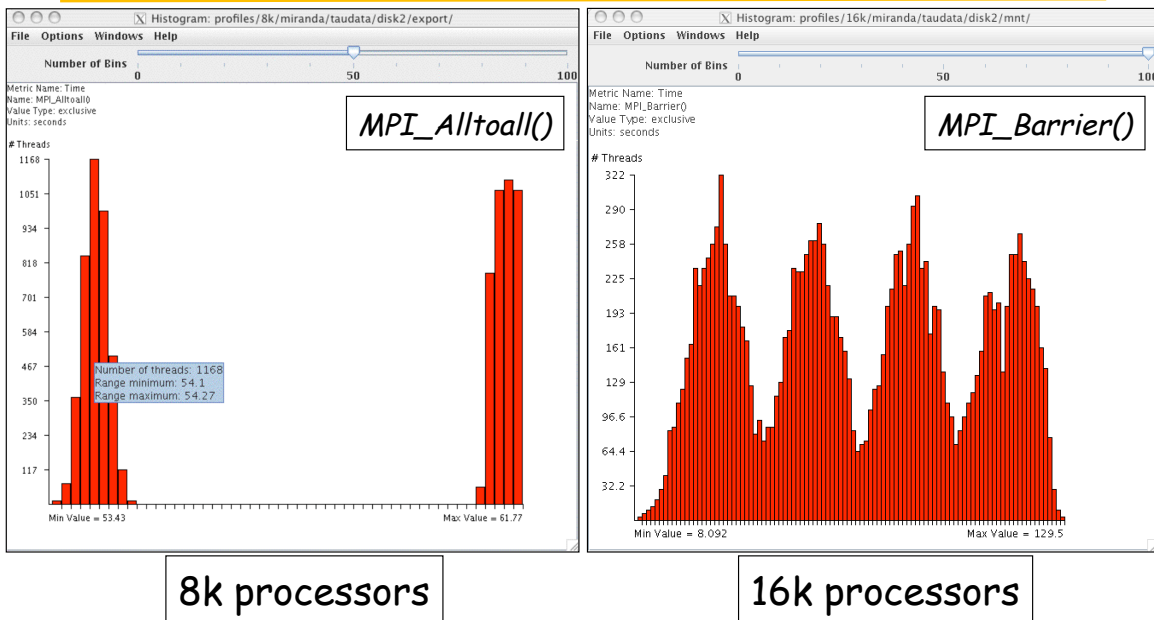 Histogram: profiles/8k/miranda/taudata/disk2/export/
File Options Windows Help
Number of Bins
0 50 100
Metric Name: Time
Name: MPI_Alltoall()
Value Type: exclusive
Units: seconds
MPI_Alltoall()
# Threads
1168
1051
934
818
701
584
467
350
234
117
Number of threads: 1168
Range minimum: 54.1
Range maximum: 54.27
Min Value = 53.43 Max Value = 61.77
8k processors
Histogram: profiles/16k/miranda/taudata/disk2/mnt/
File Options Windows Help
Number of Bins
0 50 100
Metric Name: Time
Name: MPI_Barrier()
Value Type: exclusive
Units: seconds
MPI_Barrier()
# Threads
322
290
258
225
193
161
129
96.6
64.4
32.2
Min Value = 8.092 Max Value = 129.5
16k processors